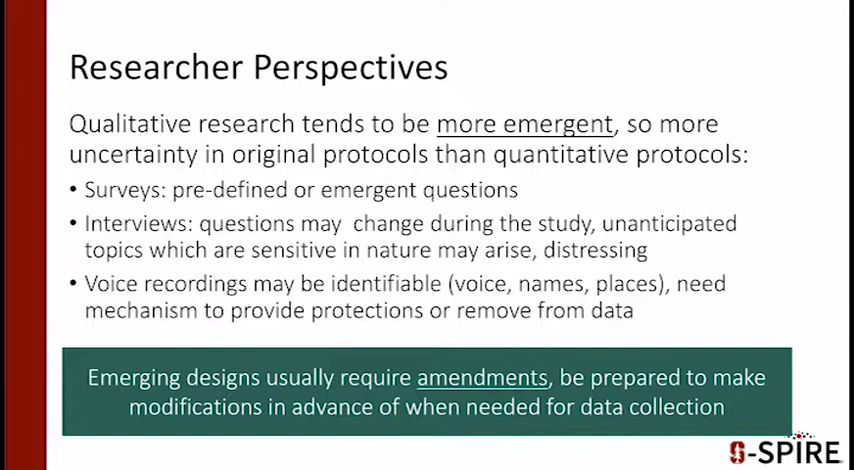 Researcher Perspectives
Qualitative research tends to be more emergent, so more
uncertainty in original protocols than quantitative protocols:
• Surveys: pre-defined or emergent questions
• Interviews: questions may change during the study, unanticipated
topics which are sensitive in nature may arise, distressing
• Voice recordings may be identifiable (voice, names, places), need
mechanism to provide protections or remove from data
Emerging designs usually require amendments, be prepared to make
modifications in advance of when needed for data collection
S-SPIRE